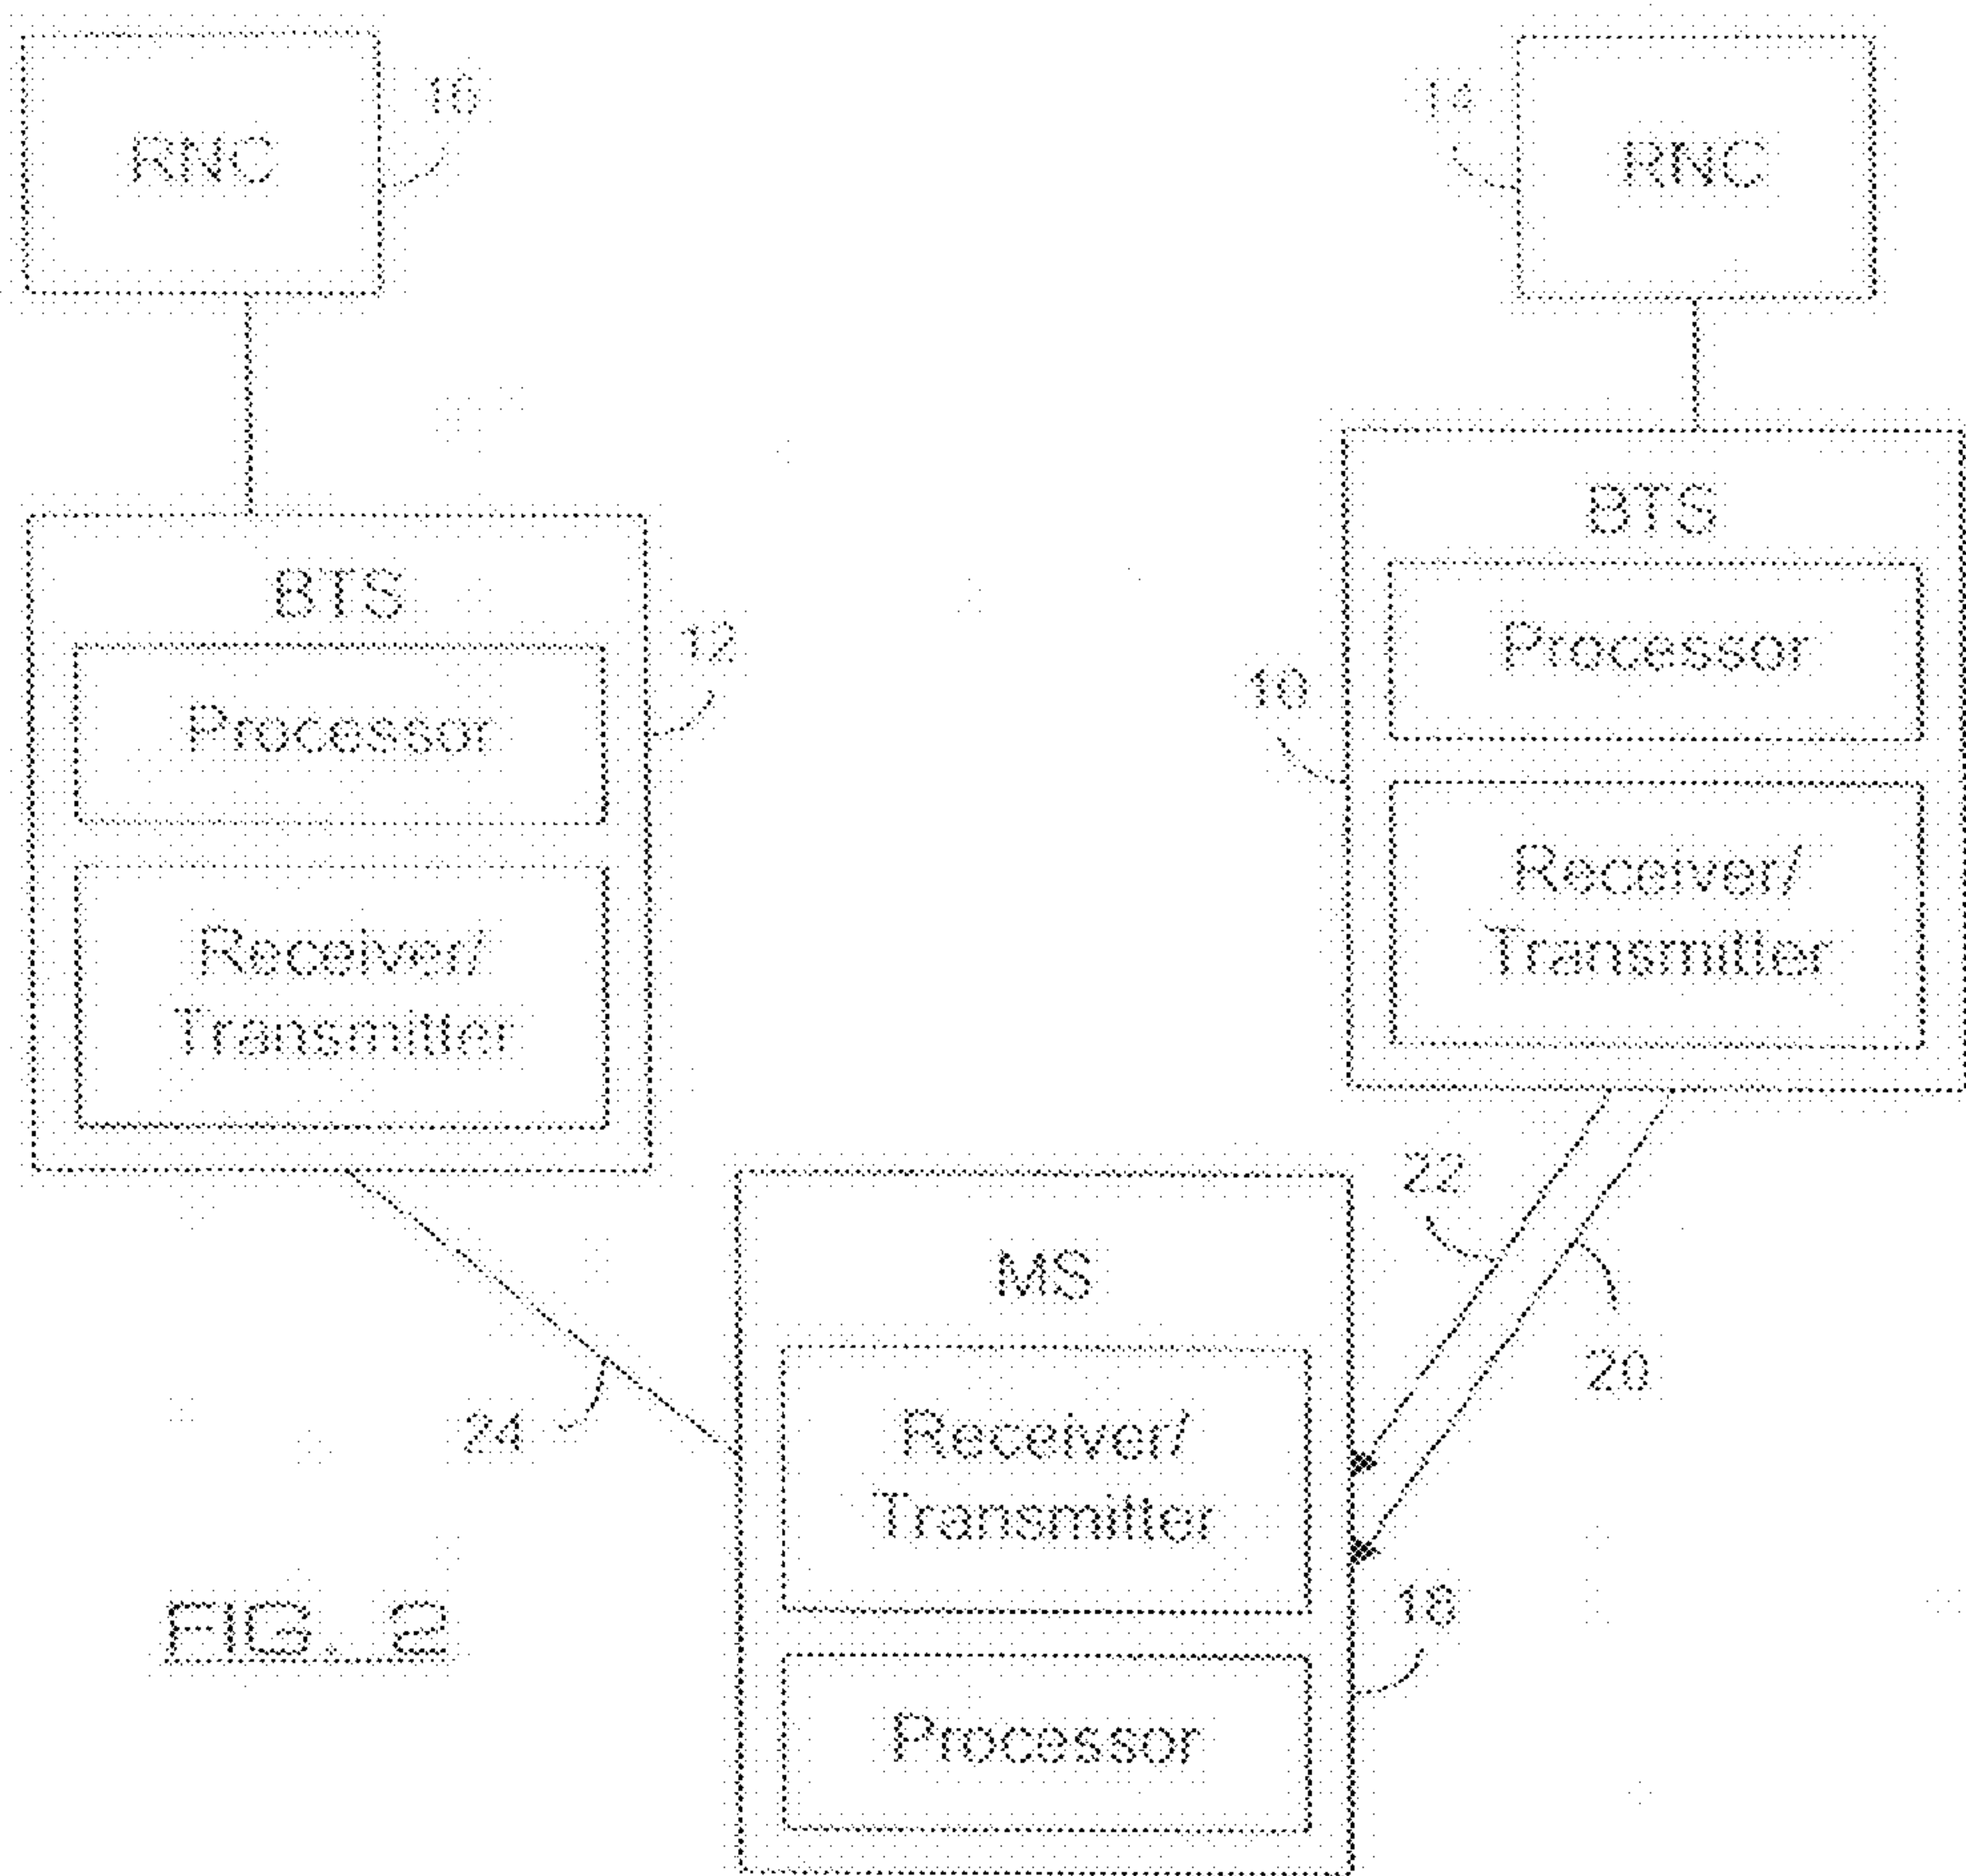 RNC
16
14
RNC
BTS
Processor
12
10
Receiver/
Transmitter
BTS
Processor
Receiver/
Transmitter
22
20
24
MS
Receiver/
Transmitter
18
Processor
FIG. 2